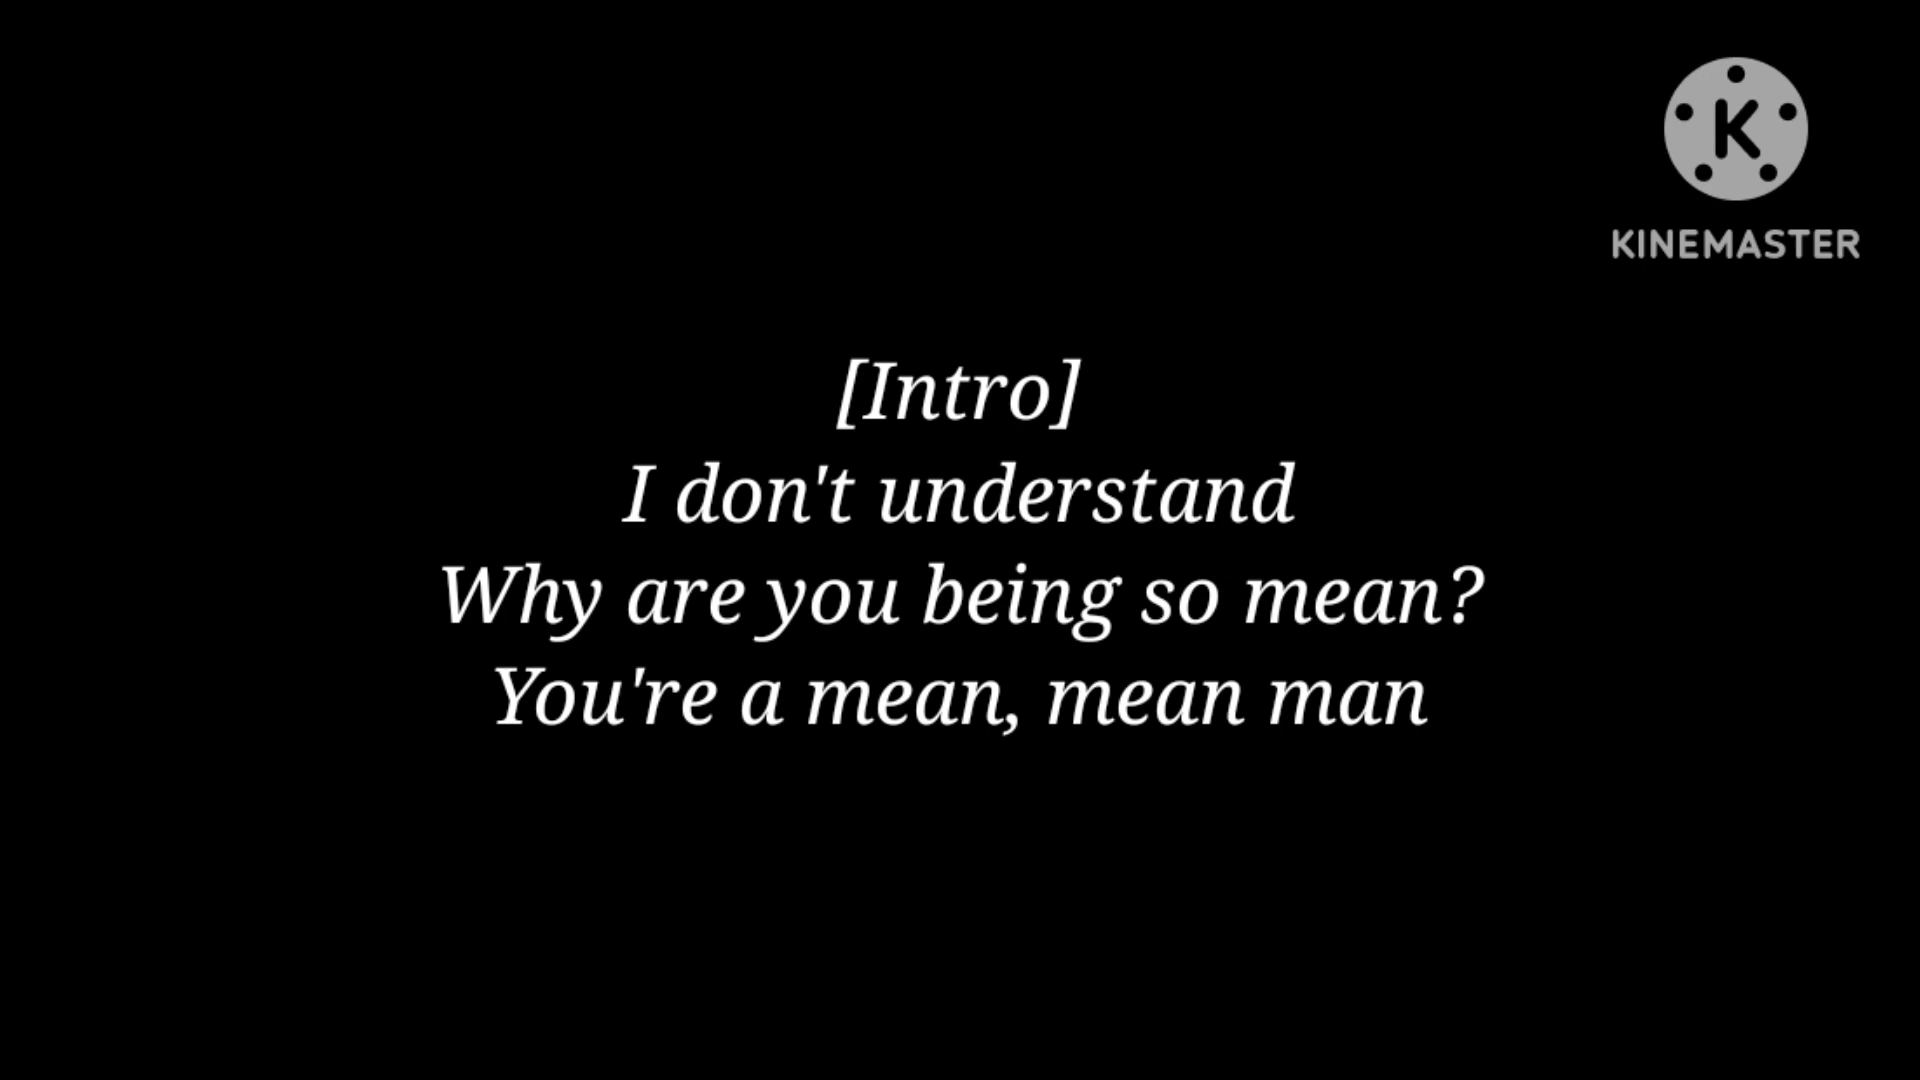 K
KINEMASTER
[Intro]
I don't understand
Why are you being so mean?
You're a mean, mean man